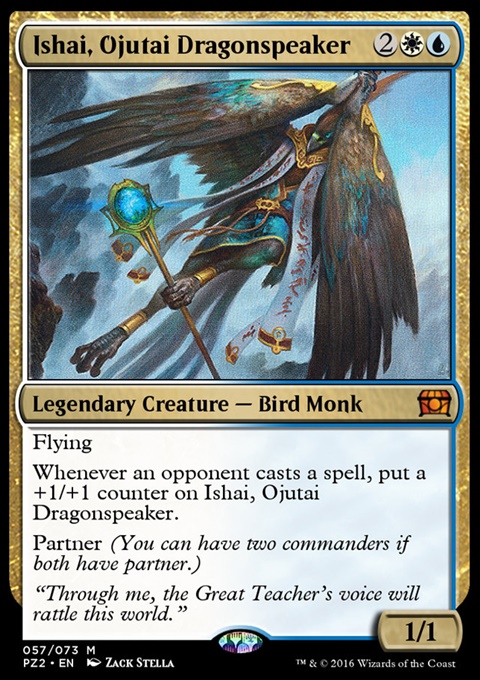 Ishai, Ojutai Dragonspeaker 2
Legendary Creature — Bird Monk
Flying
Whenever an opponent casts a spell, put a
+1/+1 counter on Ishai, Ojutai
Dragonspeaker.
Partner (You can have two commanders if
both have partner.)
“Through me, the Great Teacher’s voice will
rattle this world.”
1/1
057/073 M
PZ2 • EN Zack Stella
™ & © 2016 Wizards of the Coast